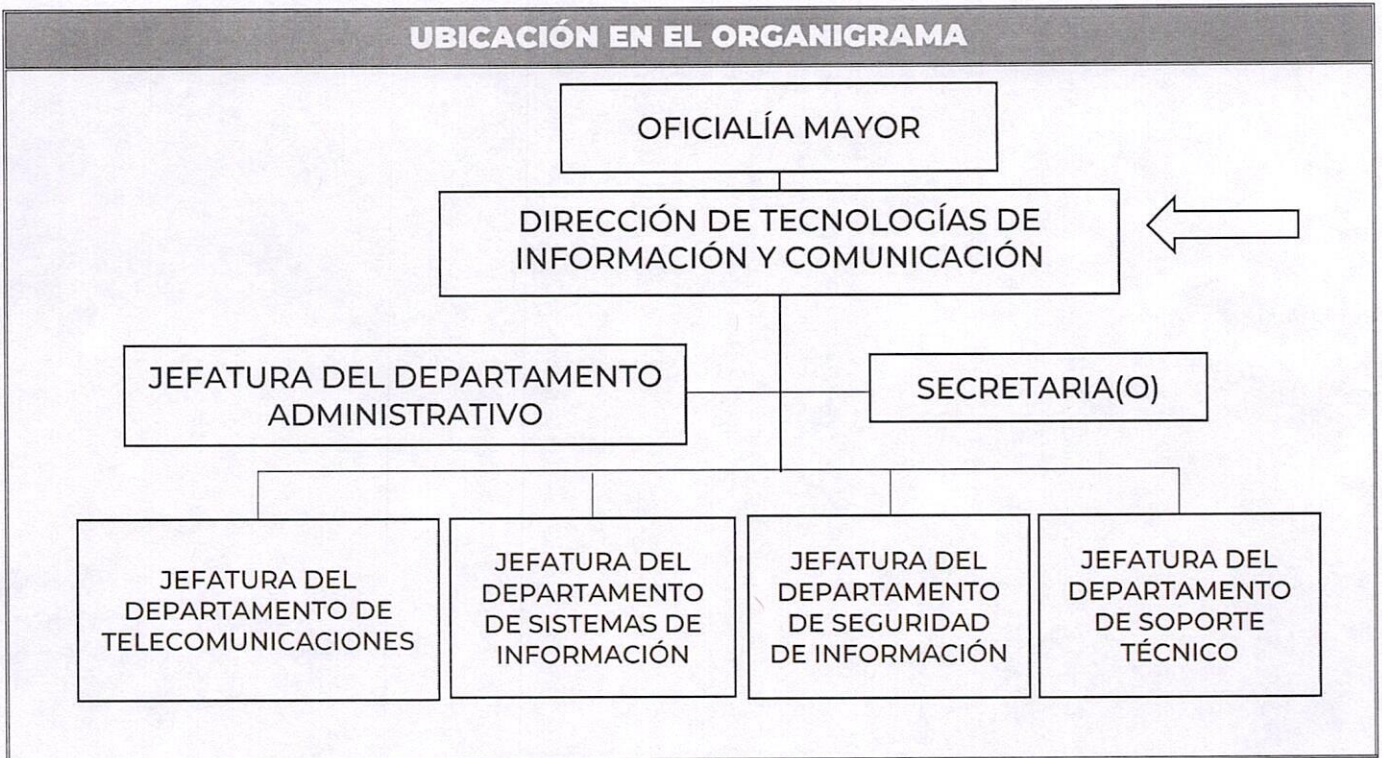 UBICACIÓN EN EL ORGANIGRAMA
OFICIALÍA MAYOR
DIRECCIÓN DE TECNOLOGÍAS DE
INFORMACIÓN Y COMUNICACIÓN
JEFATURA DEL DEPARTAMENTO
ADMINISTRATIVO
SECRETARIA(O)
JEFATURA DEL
DEPARTAMENTO DE
TELECOMUNICACIONES
JEFATURA DEL
DEPARTAMENTO
DE SISTEMAS DE
INFORMACIÓN
JEFATURA DEL
DEPARTAMENTO
DE SEGURIDAD
DE INFORMACIÓN
JEFATURA DEL
DEPARTAMENTO
DE SOPORTE
TÉCNICO